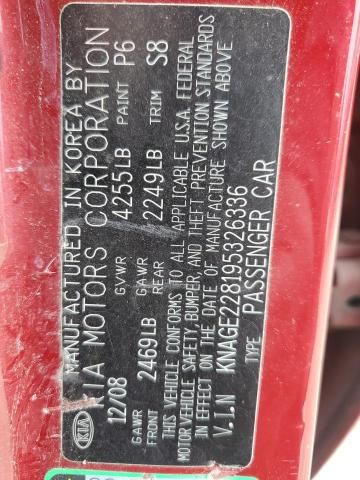 MANUFACTURED IN KOREA BY
KIA MOTORS CORPORATION
KIA
12/08 GVWR 4255LB PAINT P6
GAWR FRONT 2469LB GAWR REAR 2249LB TRIM S8
THIS VEHICLE CONFORMS TO ALL APPLICABLE U.S.A. FEDERAL
MOTOR VEHICLE SAFETY, BUMPER, AND THEFT PREVENTION STANDARDS
IN EFFECT ON THE DATE OF MANUFACTURE SHOWN ABOVE
V.I.N KNAGE228195326336
TYPE PASSENGER CAR